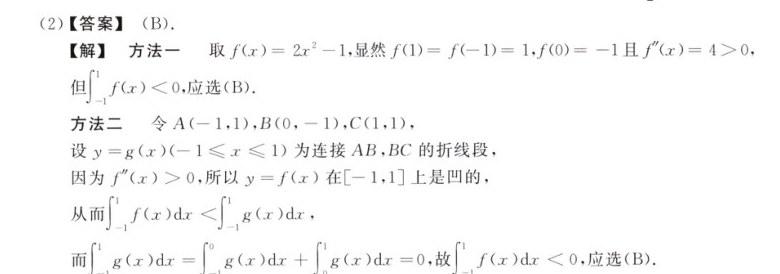 (2)【答案】 (B).
【解】 方法一 取 f(x) = 2x² − 1,显然 f(1) = f(−1) = 1,f(0) = −1 且 f″(x) = 4 > 0,
但∫₋₁¹ f(x) < 0,应选(B).
方法二 令 A(−1,1),B(0,−1),C(1,1),
设 y = g(x)(−1 ⩽ x ⩽ 1) 为连接 AB,BC 的折线段,
因为 f″(x) > 0,所以 y = f(x) 在[−1,1] 上是凹的,
从而∫₋₁¹ f(x)dx < ∫₋₁¹ g(x)dx,
而∫₋₁¹ g(x)dx = ∫₋₁⁰ g(x)dx + ∫₀¹ g(x)dx = 0,故∫₋₁¹ f(x)dx < 0,应选(B).